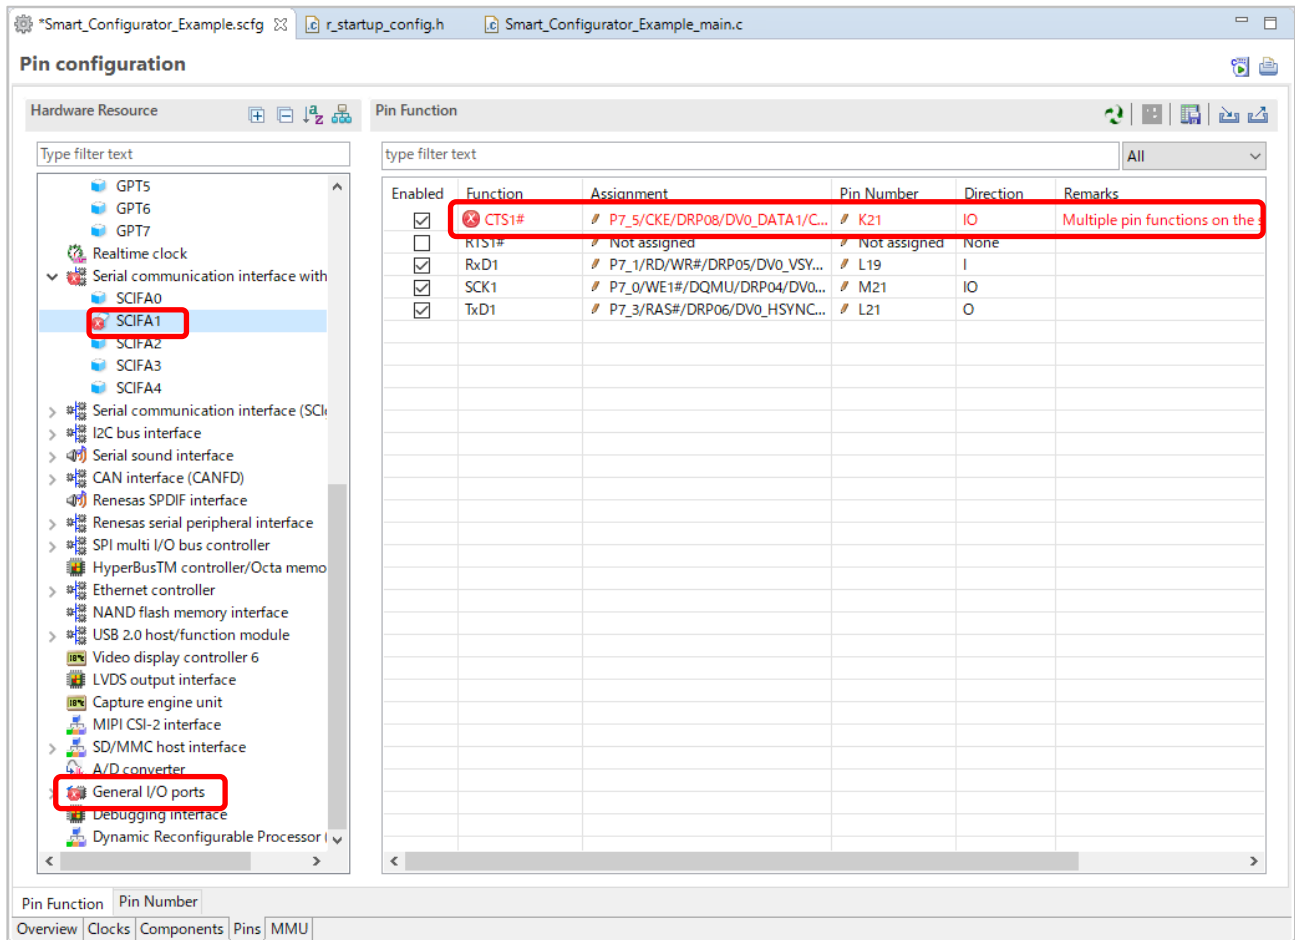 *Smart_Configurator_Example.scfg r_startup_config.h Smart_Configurator_Example_main.c
Pin configuration
Hardware Resource
Type filter text
GPT5
GPT6
GPT7
Realtime clock
Serial communication interface with
SCIFA0
SCIFA1
SCIFA2
SCIFA3
SCIFA4
Serial communication interface (SCI
I2C bus interface
Serial sound interface
CAN interface (CANFD)
Renesas SPDIF interface
Renesas serial peripheral interface
SPI multi I/O bus controller
HyperBusTM controller/Octa memo
Ethernet controller
NAND flash memory interface
USB 2.0 host/function module
Video display controller 6
LVDS output interface
Capture engine unit
MIPI CSI-2 interface
SD/MMC host interface
A/D converter
General I/O ports
Debugging interface
Dynamic Reconfigurable Processor (
Pin Function
type filter text All
Enabled Function Assignment Pin Number Direction Remarks
CTS1# P7_5/CKE/DRP08/DV0_DATA1/C... K21 IO Multiple pin functions on the s
RTS1# Not assigned Not assigned None
RxD1 P7_1/RD/WR#/DRP05/DV0_VSY... L19 I
SCK1 P7_0/WE1#/DQMU/DRP04/DV0... M21 IO
TxD1 P7_3/RAS#/DRP06/DV0_HSYNC... L21 O
Pin Function Pin Number
Overview Clocks Components Pins MMU